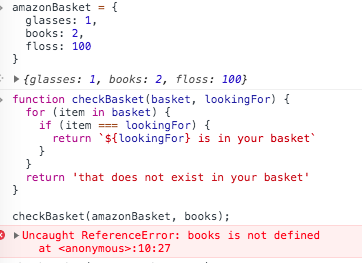 amazonBasket = {
  glasses: 1,
  books: 2,
  floss: 100
}
{glasses: 1, books: 2, floss: 100}
function checkBasket(basket, lookingFor) {
  for (item in basket) {
    if (item === lookingFor) {
      return `${lookingFor} is in your basket`
    }
  }
  return 'that does not exist in your basket'
}

checkBasket(amazonBasket, books);
Uncaught ReferenceError: books is not defined
    at <anonymous>:10:27